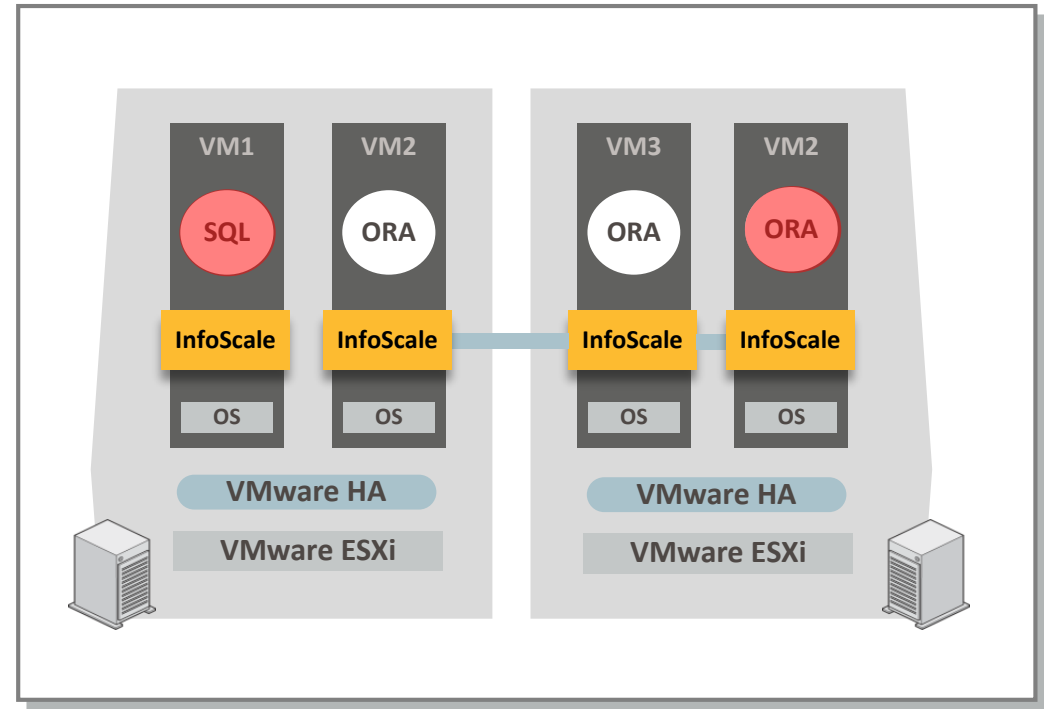 VM1
VM2
VM3
VM2
SQL
ORA
ORA
ORA
InfoScale
InfoScale
InfoScale
InfoScale
OS
OS
OS
OS
VMware HA
VMware HA
VMware ESXi
VMware ESXi